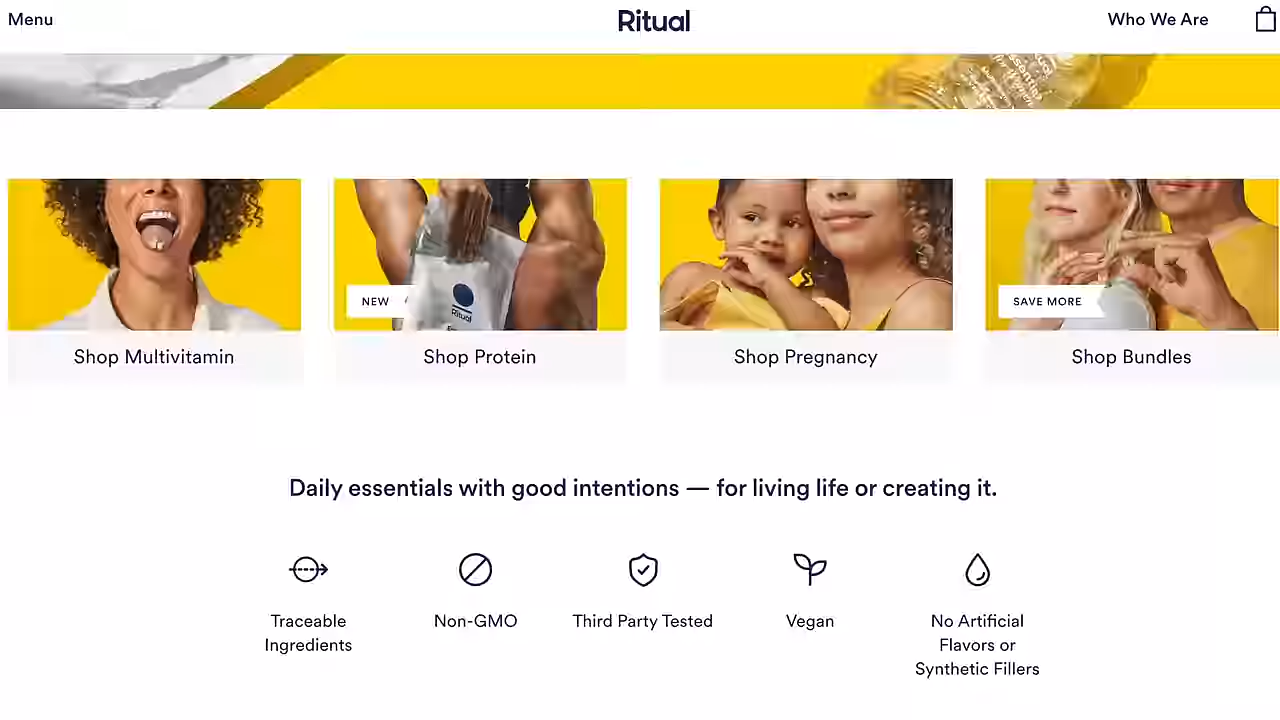 Menu
Ritual
Who We Are
NEW
Ritual
SAVE MORE
Shop Multivitamin
Shop Protein
Shop Pregnancy
Shop Bundles
Daily essentials with good intentions — for living life or creating it.
Traceable
Ingredients
Non-GMO
Third Party Tested
Vegan
No Artificial
Flavors or
Synthetic Fillers